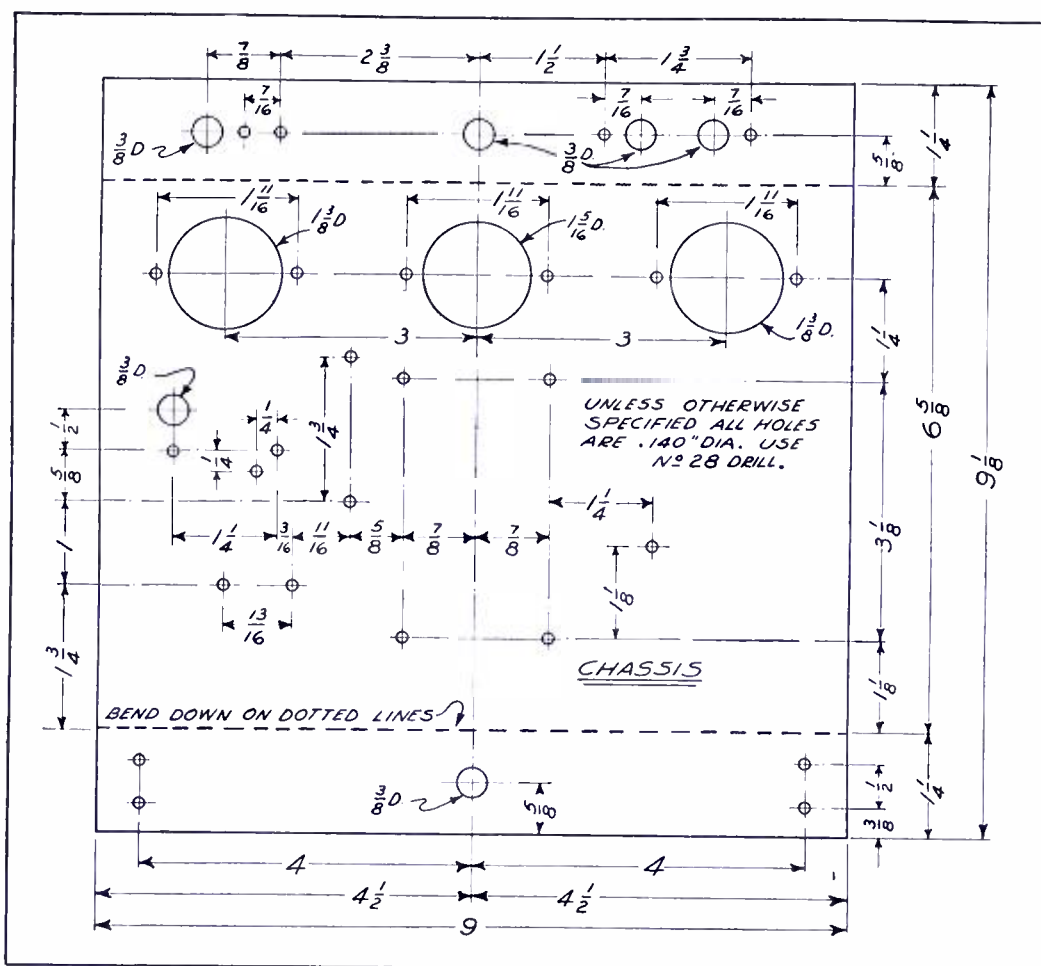 7/8 2 3/8 1 1/2 1 3/4
7/16 7/16 7/16
3/8 D. 3/8 D. 5/8 1 1/4
1 11/16 1 11/16 1 11/16
1 3/8 D. 1 5/16 D.
3 3 1 3/8 D. 1 1/4
3/8 D.
1/2 1/4 1 3/4
UNLESS OTHERWISE
SPECIFIED ALL HOLES
ARE .140" DIA. USE
Nº 28 DRILL.
6 5/8
9 1/8
5/8 1/4
1 1/4
1 1 1/4 3/16 11/16 5/8 7/8 7/8 3 1/8
1 1/8
13/16
1 3/4
CHASSIS
1 1/8
BEND DOWN ON DOTTED LINES
3/8 D. 5/8 1/2 1 1/4
3/8
4 4
4 1/2 4 1/2
9